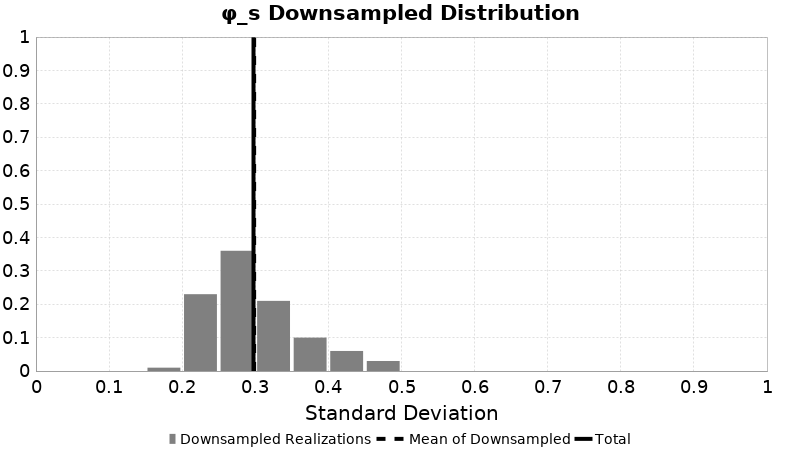 φ_s Downsampled Distribution
1
0.9
0.8
0.7
0.6
0.5
0.4
0.3
0.2
0.1
0
0 0.1 0.2 0.3 0.4 0.5 0.6 0.7 0.8 0.9 1
Standard Deviation
Downsampled Realizations Mean of Downsampled Total